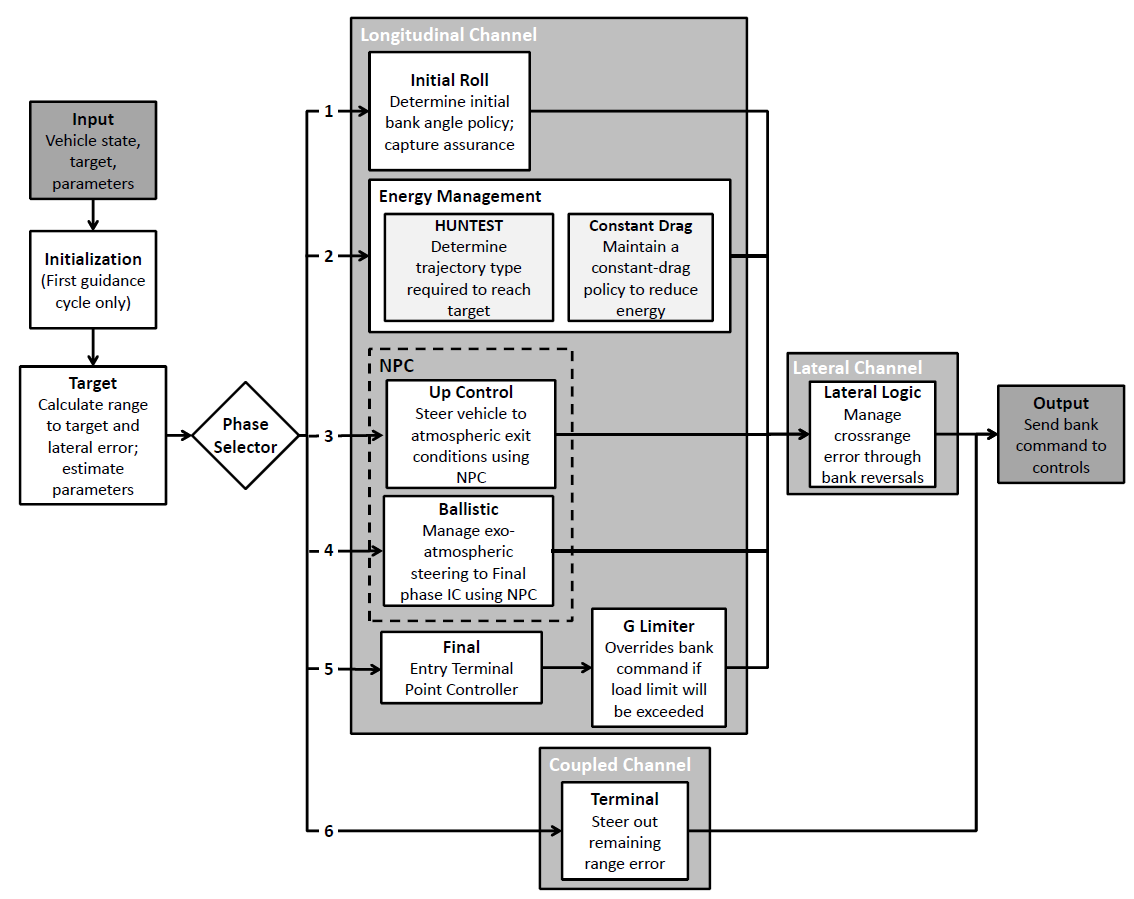 Input
Vehicle state,
target,
parameters
Initialization
(First guidance
cycle only)
Target
Calculate range
to target and
lateral error;
estimate
parameters
Phase
Selector
1
2
3
4
5
6
Longitudinal Channel
Initial Roll
Determine initial
bank angle policy;
capture assurance
Energy Management
HUNTEST
Determine
trajectory type
required to reach
target
Constant Drag
Maintain a
constant-drag
policy to reduce
energy
NPC
Up Control
Steer vehicle to
atmospheric exit
conditions using
NPC
Ballistic
Manage exo-
atmospheric
steering to Final
phase IC using NPC
Final
Entry Terminal
Point Controller
G Limiter
Overrides bank
command if
load limit will
be exceeded
Coupled Channel
Terminal
Steer out
remaining
range error
Lateral Channel
Lateral Logic
Manage
crossrange
error through
bank reversals
Output
Send bank
command to
controls